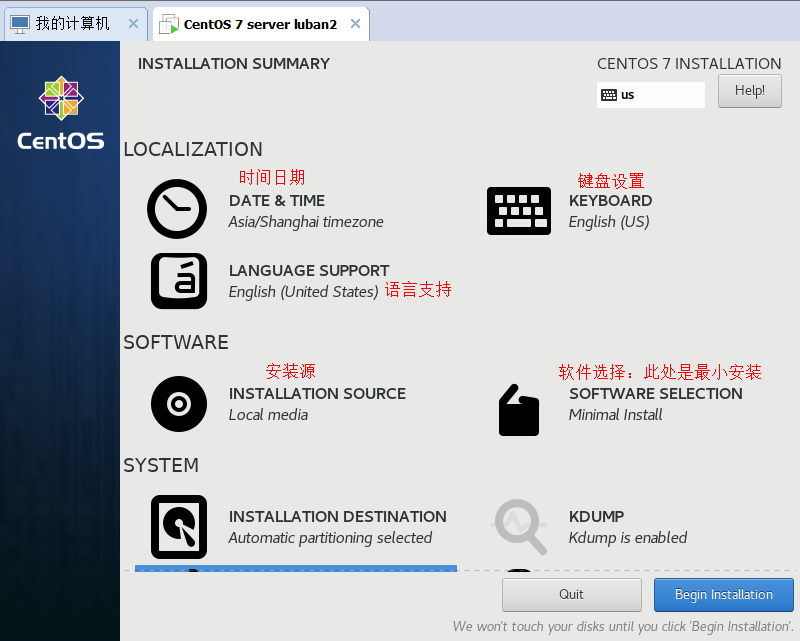 我的计算机
CentOS 7 server luban2
INSTALLATION SUMMARY
CENTOS 7 INSTALLATION
us
Help!
CentOS
LOCALIZATION
时间日期
DATE & TIME
Asia/Shanghai timezone
键盘设置
KEYBOARD
English (US)
LANGUAGE SUPPORT
English (United States) 语言支持
SOFTWARE
安装源
INSTALLATION SOURCE
Local media
软件选择：此处是最小安装
SOFTWARE SELECTION
Minimal Install
SYSTEM
INSTALLATION DESTINATION
Automatic partitioning selected
KDUMP
Kdump is enabled
Quit
Begin Installation
We won't touch your disks until you click 'Begin Installation'.